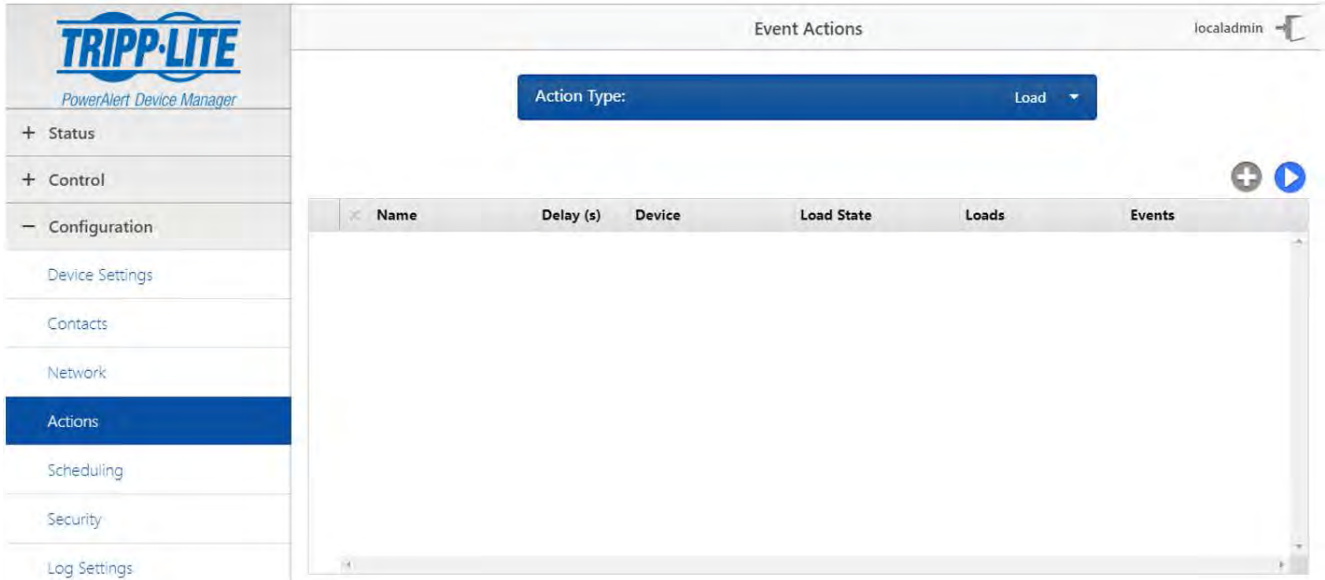 TRIPP·LITE
PowerAlert Device Manager
Event Actions
localadmin
Action Type:
Load
+ Status
+ Control
− Configuration
Device Settings
Contacts
Network
Actions
Scheduling
Security
Log Settings
Name Delay (s) Device Load State Loads Events